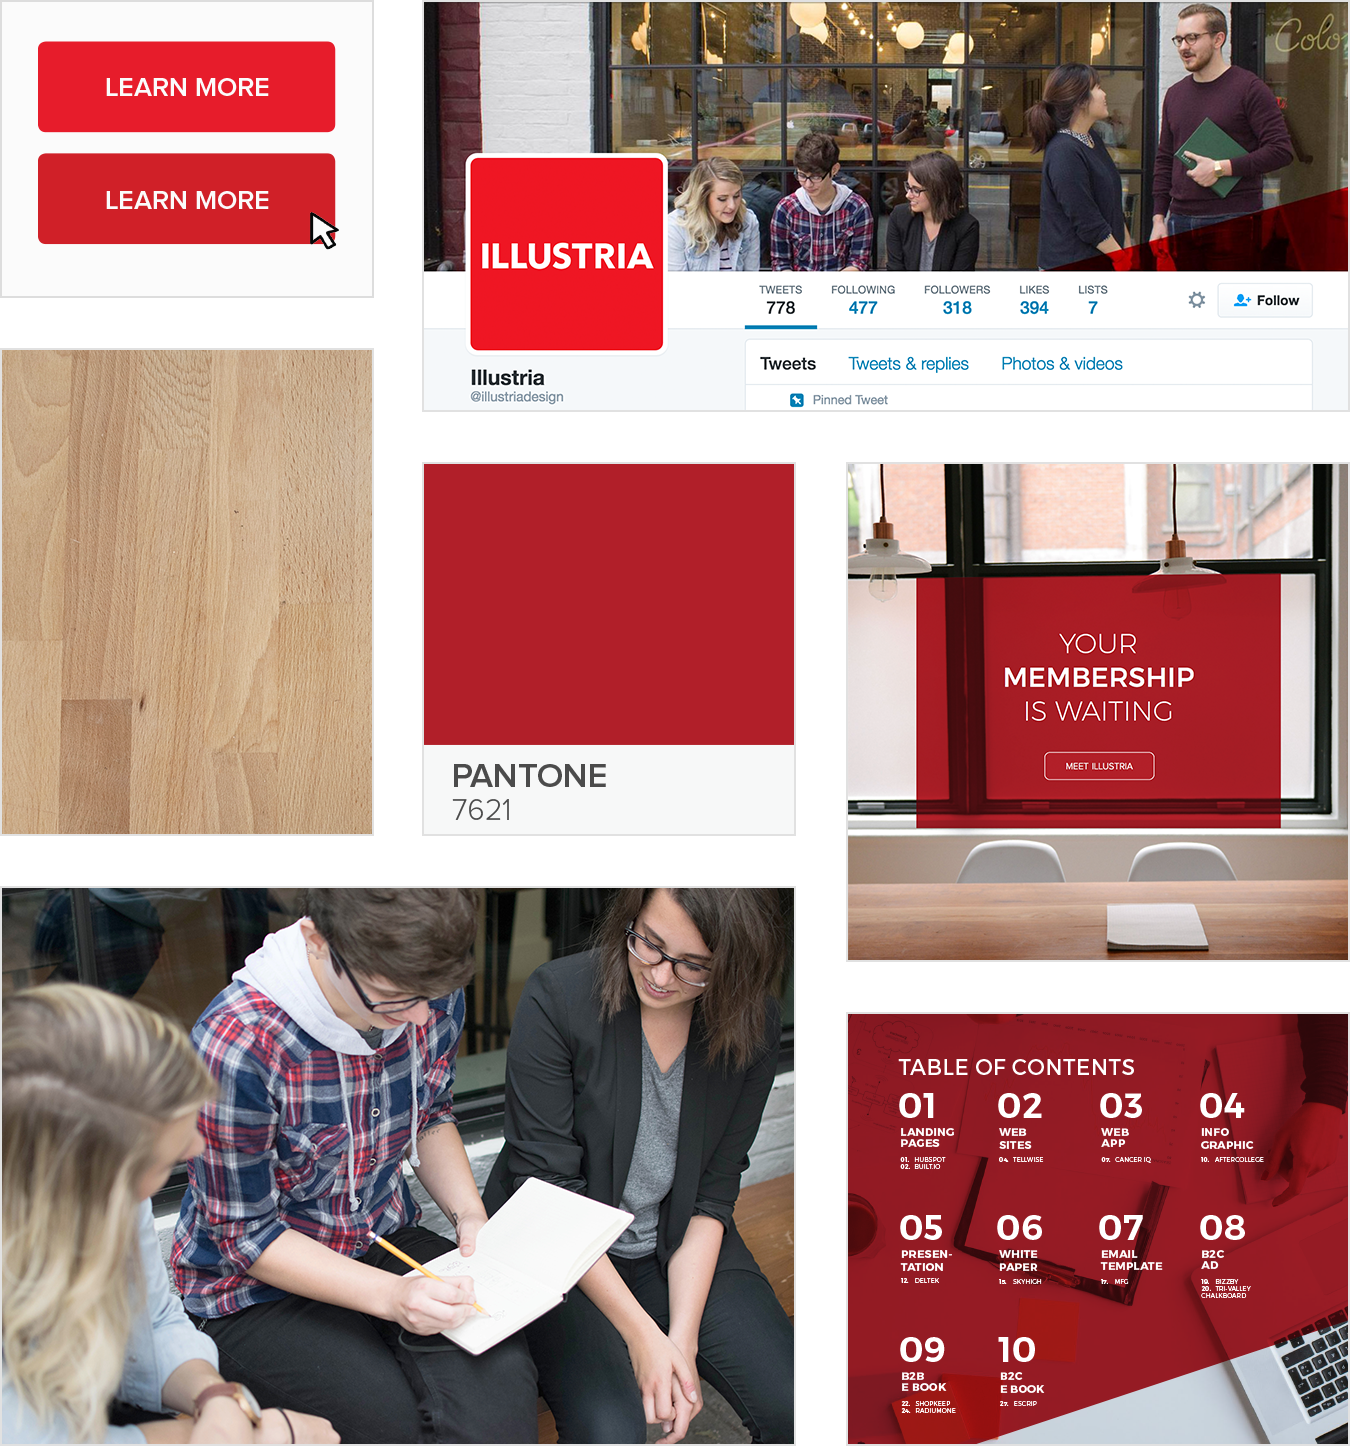 LEARN MORE
LEARN MORE
Colo
ILLUSTRIA
TWEETS
778
FOLLOWING
477
FOLLOWERS
318
LIKES
394
LISTS
7
Follow
Illustria
@illustriadesign
Tweets
Tweets & replies
Photos & videos
Pinned Tweet
PANTONE
7621
YOUR
MEMBERSHIP
IS WAITING
MEET ILLUSTRIA
TABLE OF CONTENTS
01
LANDING
PAGES
01. HUBSPOT
02. BUILT.IO
02
WEB
SITES
04. TELLWISE
03
WEB
APP
07. CANCER IQ
04
INFO
GRAPHIC
10. AFTERCOLLEGE
05
PRESEN-
TATION
12. DELTEK
06
WHITE
PAPER
15. SKYHIGH
07
EMAIL
TEMPLATE
17. MFG
08
B2C
AD
19. BIZZBY
20. TRI-VALLEY
CHALKBOARD
09
B2B
E BOOK
22. SHOPKEEP
24. RADIUMONE
10
B2C
E BOOK
27. ESCRIP